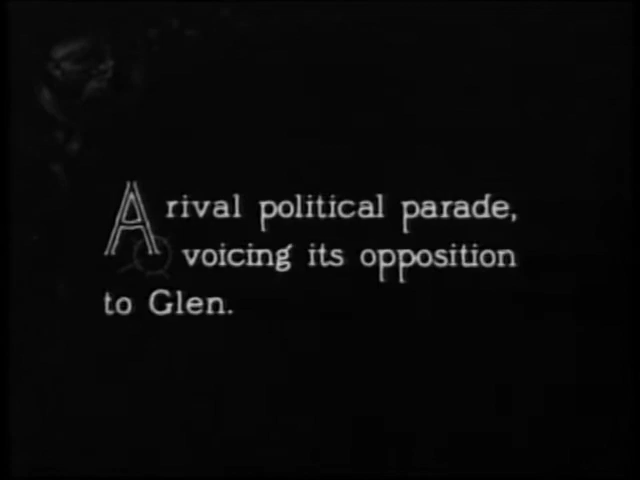 A rival political parade,
voicing its opposition
to Glen.